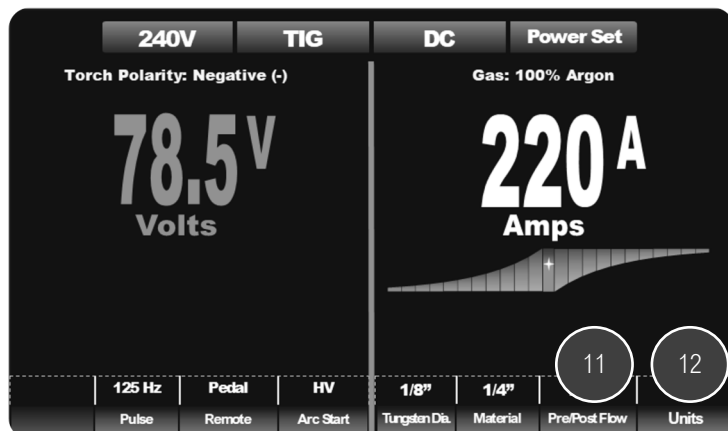 240V TIG DC Power Set
Torch Polarity: Negative (-) Gas: 100% Argon
78.5 V 220 A
Volts Amps
11 12
125 Hz Pedal HV 1/8” 1/4”
Pulse Remote Arc Start Tungsten Dia. Material Pre/Post Flow Units